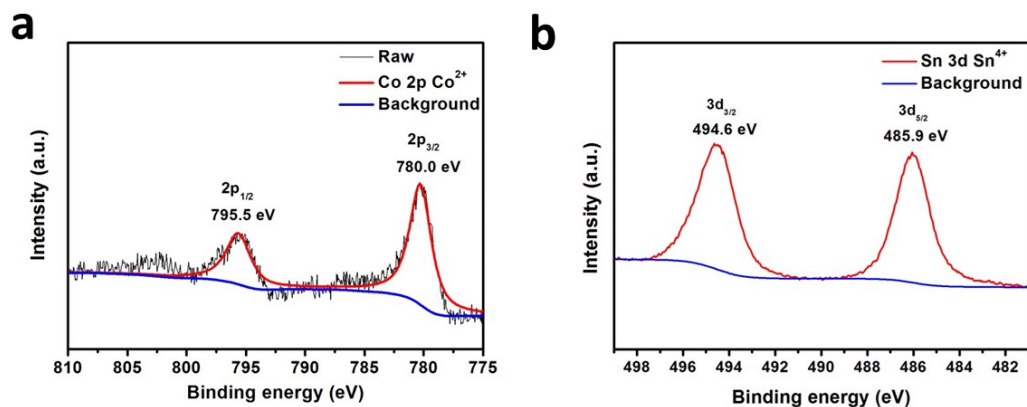 a
Raw
Co 2p Co²⁺
Background
2p₃/₂
780.0 eV
2p₁/₂
795.5 eV
Intensity (a.u.)
810 805 800 795 790 785 780 775
Binding energy (eV)
b
Sn 3d Sn⁴⁺
Background
3d₃/₂
494.6 eV
3d₅/₂
485.9 eV
Intensity (a.u.)
498 496 494 492 490 488 486 484 482
Binding energy (eV)